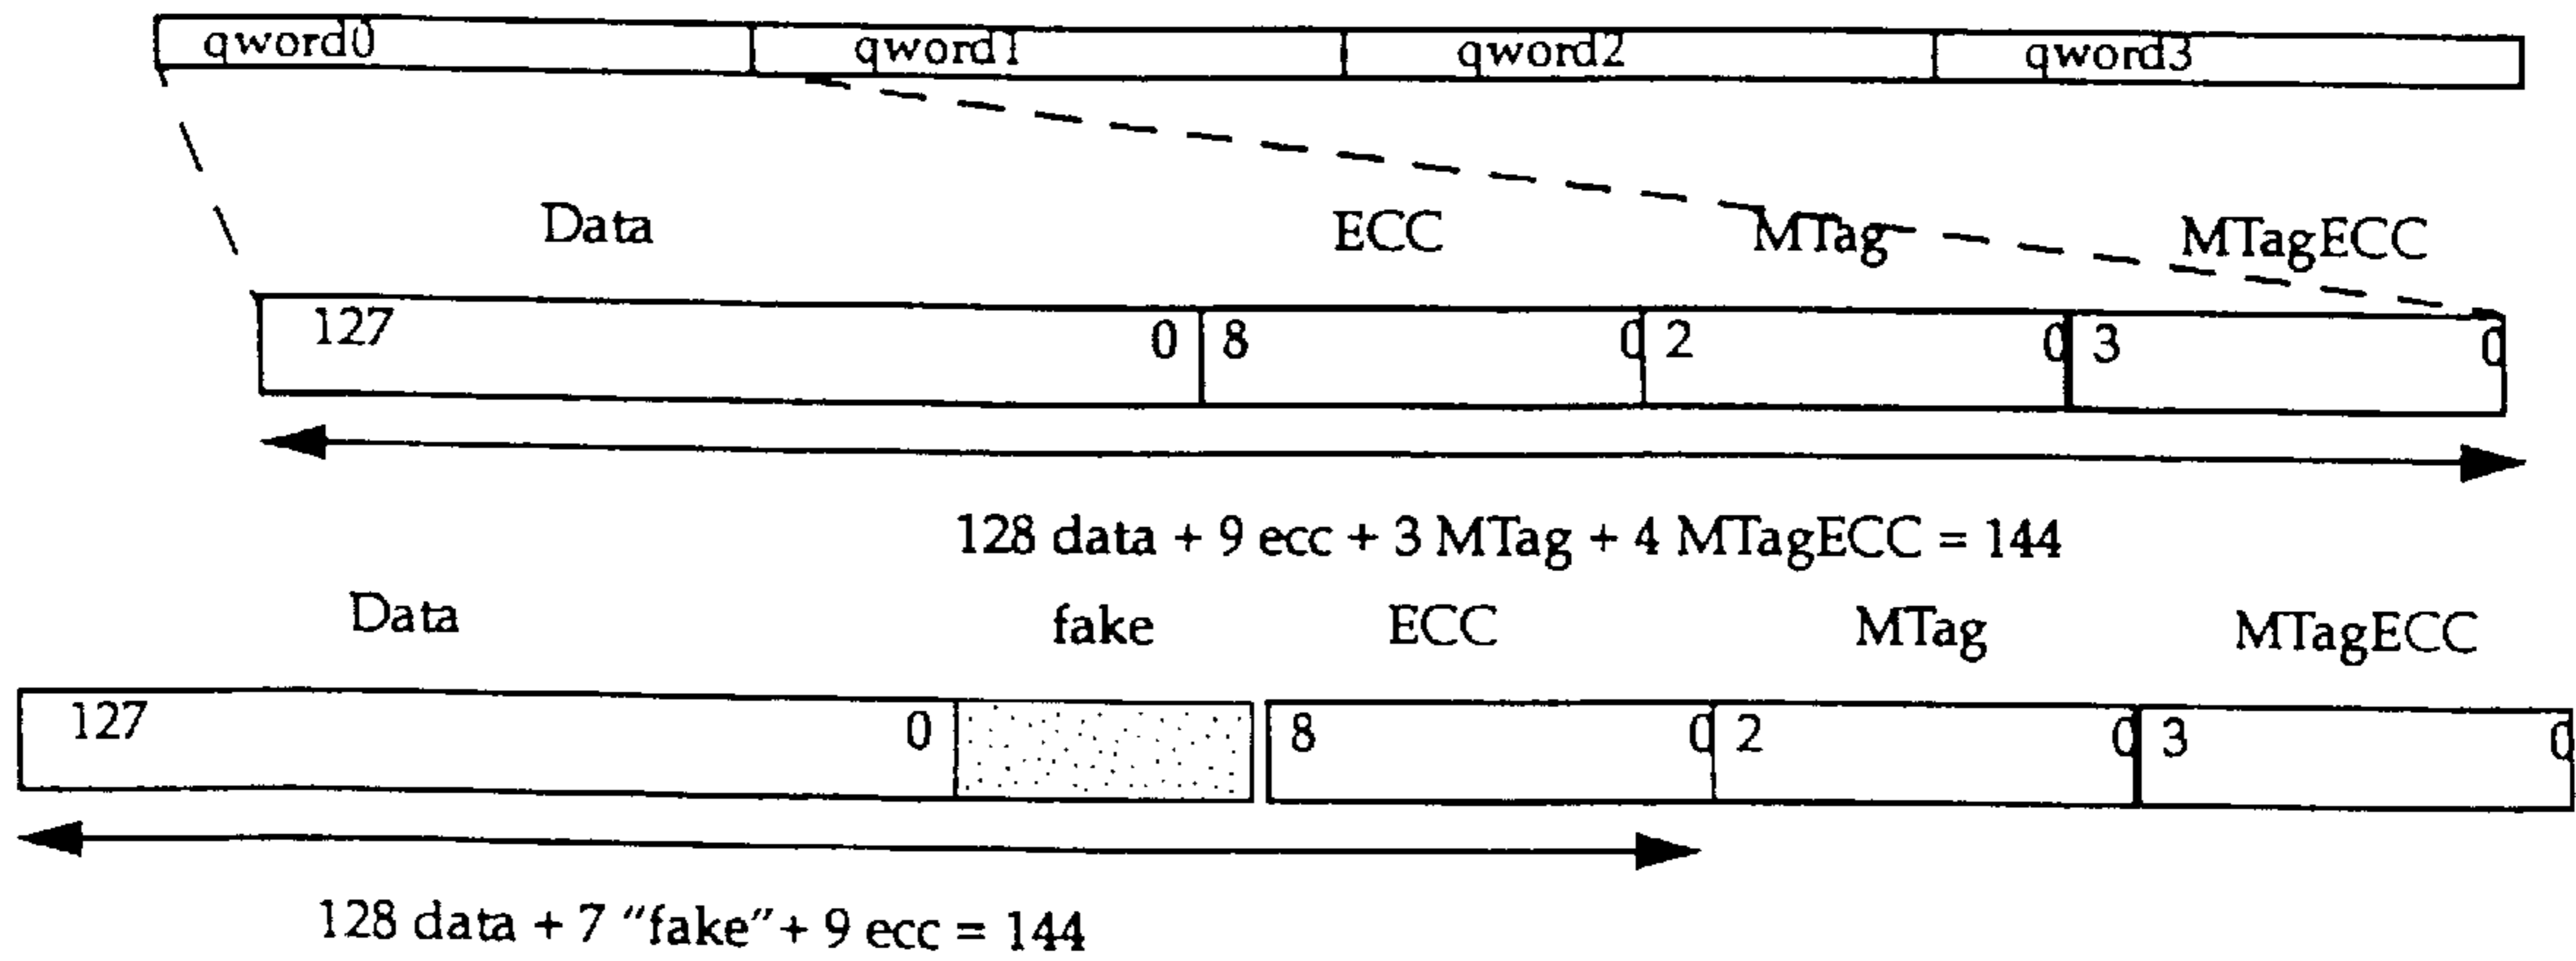 qword0 qword1 qword2 qword3
Data ECC MTag MTagECC
127 0 8 0 2 0 3 0
128 data + 9 ecc + 3 MTag + 4 MTagECC = 144
Data fake ECC MTag MTagECC
127 0 8 0 2 0 3 0
128 data + 7 “fake” + 9 ecc = 144